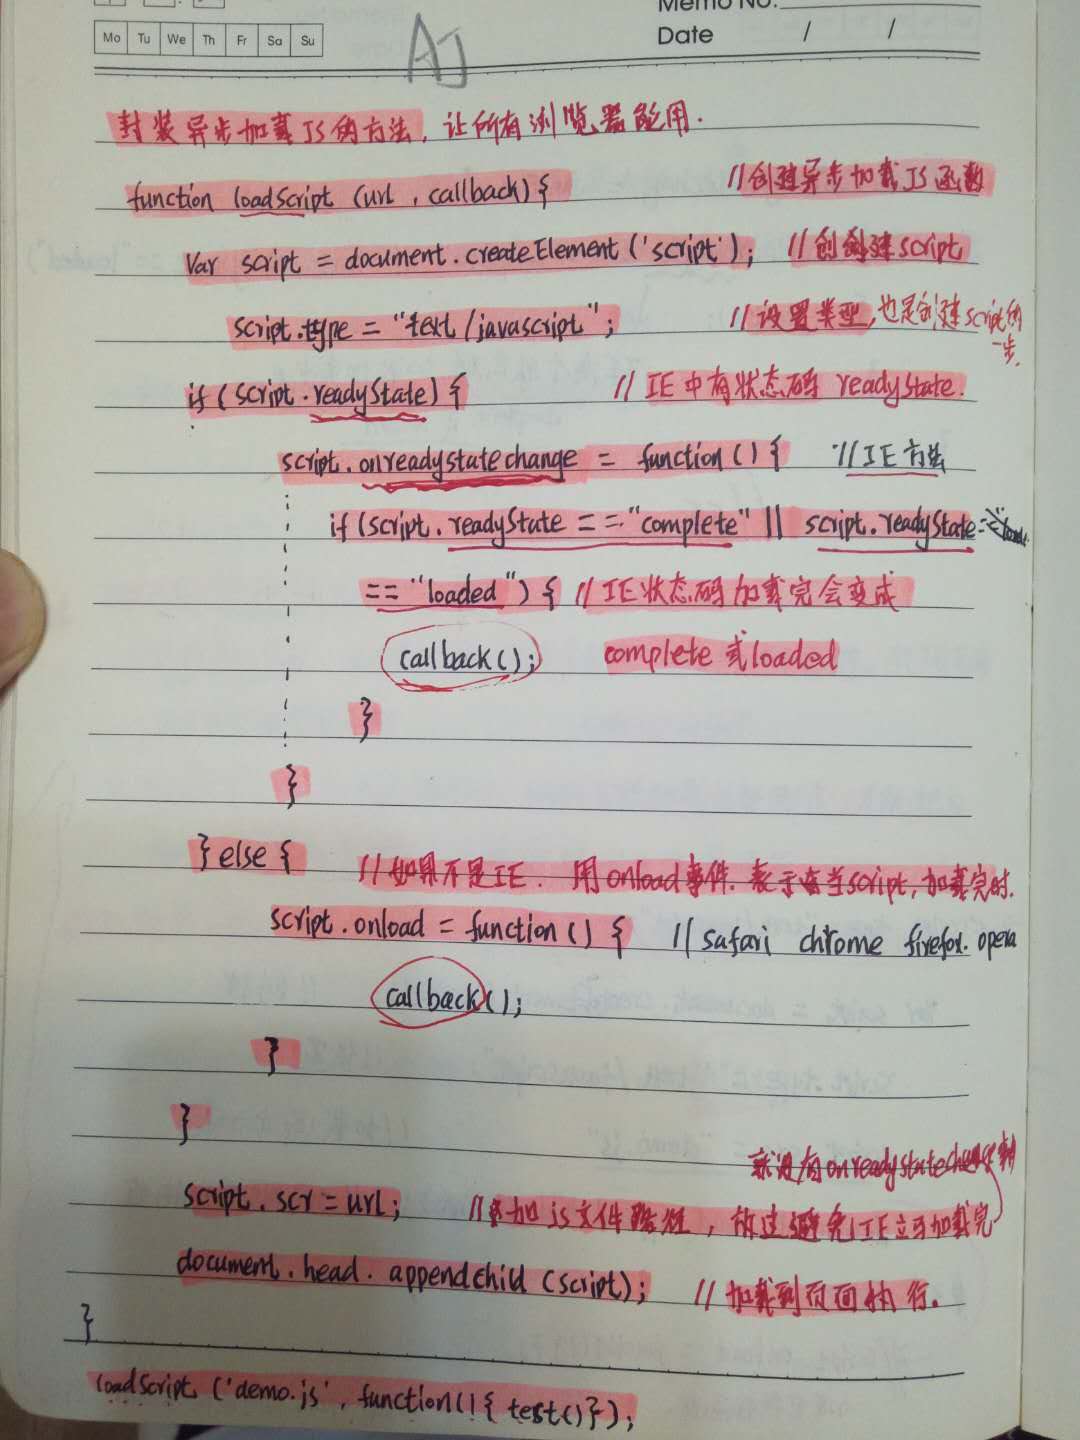 Memo No.
Mo Tu We Th Fr Sa Su
Date / /
AJ
封装异步加载JS的方法，让所有浏览器能用.
function loadScript (url , callback) { //创建异步加载JS函数
Var script = document.createElement ('script'); //创创建script
script.type = "text/javascript"; //设置类型,也是创建script的
一步.
if (script.readyState) { //IE中有状态码 readyState.
script.onreadystatechange = function () { //IE方法
if (script.readyState == "complete" || script.readyState =
== "loaded") { //IE状态码加载完会变成
callback(); complete 或loaded
}
}
} else { //如果不是IE. 用onload事件. 表示当script,加载完时.
script.onload = function () { //safari chrome firefox. opera
callback();
}
}
就没有onreadystatechange
script.scr = url; //加js文件路径，放这避免IE立马加载完
document.head.appendchild (script); //加载到页面执行.
}
loadScript ('demo.js', function(){ test()});